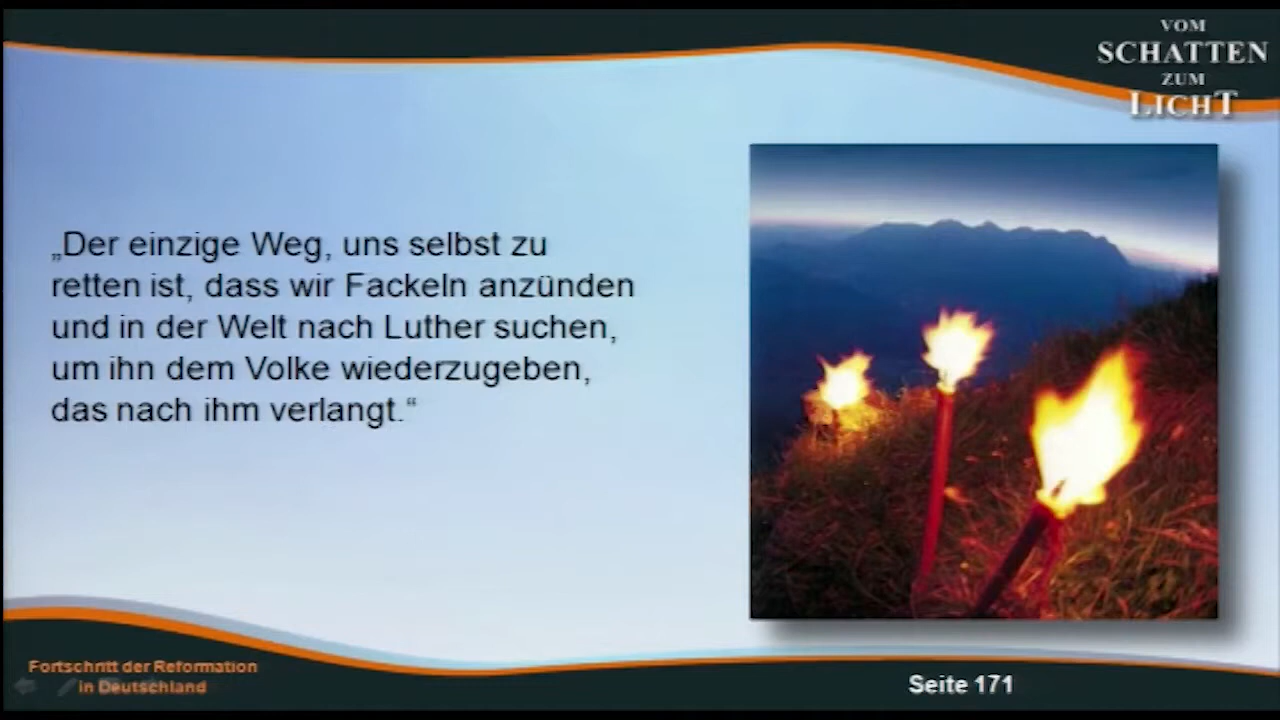 VOM
SCHATTEN
ZUM
LICHT
„Der einzige Weg, uns selbst zu
retten ist, dass wir Fackeln anzünden
und in der Welt nach Luther suchen,
um ihn dem Volke wiederzugeben,
das nach ihm verlangt.“
Fortschritt der Reformation
in Deutschland
Seite 171